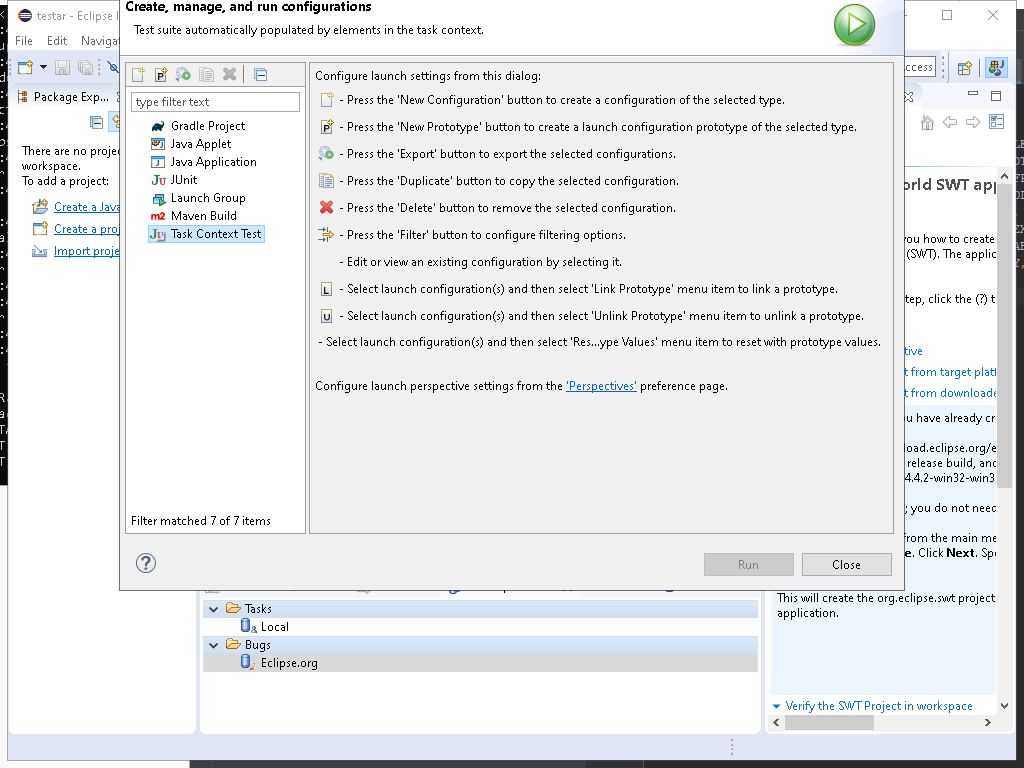 Create, manage, and run configurations
testar - Eclipse I
Test suite automatically populated by elements in the task context.
File Edit Naviga
ccess
Package Exp...
type filter text
There are no proje
workspace.
To add a project:
Create a Java
Create a proj
Import proje
Gradle Project
Java Applet
Java Application
JUnit
Launch Group
Maven Build
Task Context Test
Filter matched 7 of 7 items
Configure launch settings from this dialog:
- Press the 'New Configuration' button to create a configuration of the selected type.
- Press the 'New Prototype' button to create a launch configuration prototype of the selected type.
- Press the 'Export' button to export the selected configurations.
- Press the 'Duplicate' button to copy the selected configuration.
- Press the 'Delete' button to remove the selected configuration.
- Press the 'Filter' button to configure filtering options.
- Edit or view an existing configuration by selecting it.
- Select launch configuration(s) and then select 'Link Prototype' menu item to link a prototype.
- Select launch configuration(s) and then select 'Unlink Prototype' menu item to unlink a prototype.
- Select launch configuration(s) and then select 'Res...ype Values' menu item to reset with prototype values.
Configure launch perspective settings from the 'Perspectives' preference page.
Run Close
orld SWT app
you how to create
(SWT). The applic
tep, click the (?) t
tive
t from target platf
t from downloade
ou have already cr
load.eclipse.org/e
release build, and
4.4.2-win32-win3
; you do not need
from the main me
e. Click Next. Spe
This will create the org.eclipse.swt project
application.
Verify the SWT Project in workspace
Tasks
Local
Bugs
Eclipse.org